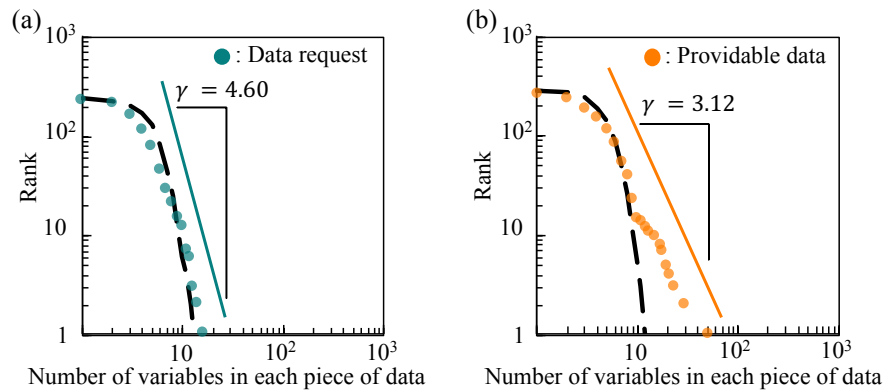 (a)
10³
: Data request
γ = 4.60
10²
Rank
10
1
10
10²
10³
Number of variables in each piece of data
(b)
10³
: Providable data
γ = 3.12
10²
Rank
10
1
10
10²
10³
Number of variables in each piece of data